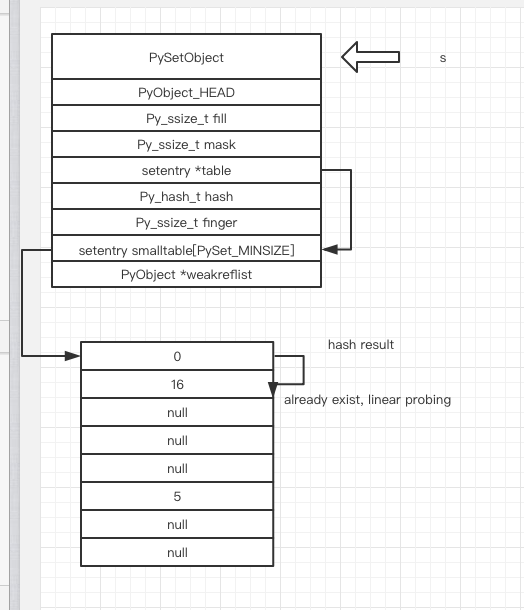 PySetObject
s
PyObject_HEAD
Py_ssize_t fill
Py_ssize_t mask
setentry *table
Py_hash_t hash
Py_ssize_t finger
setentry smalltable[PySet_MINSIZE]
PyObject *weakreflist
hash result
0
16
already exist, linear probing
null
null
null
5
null
null